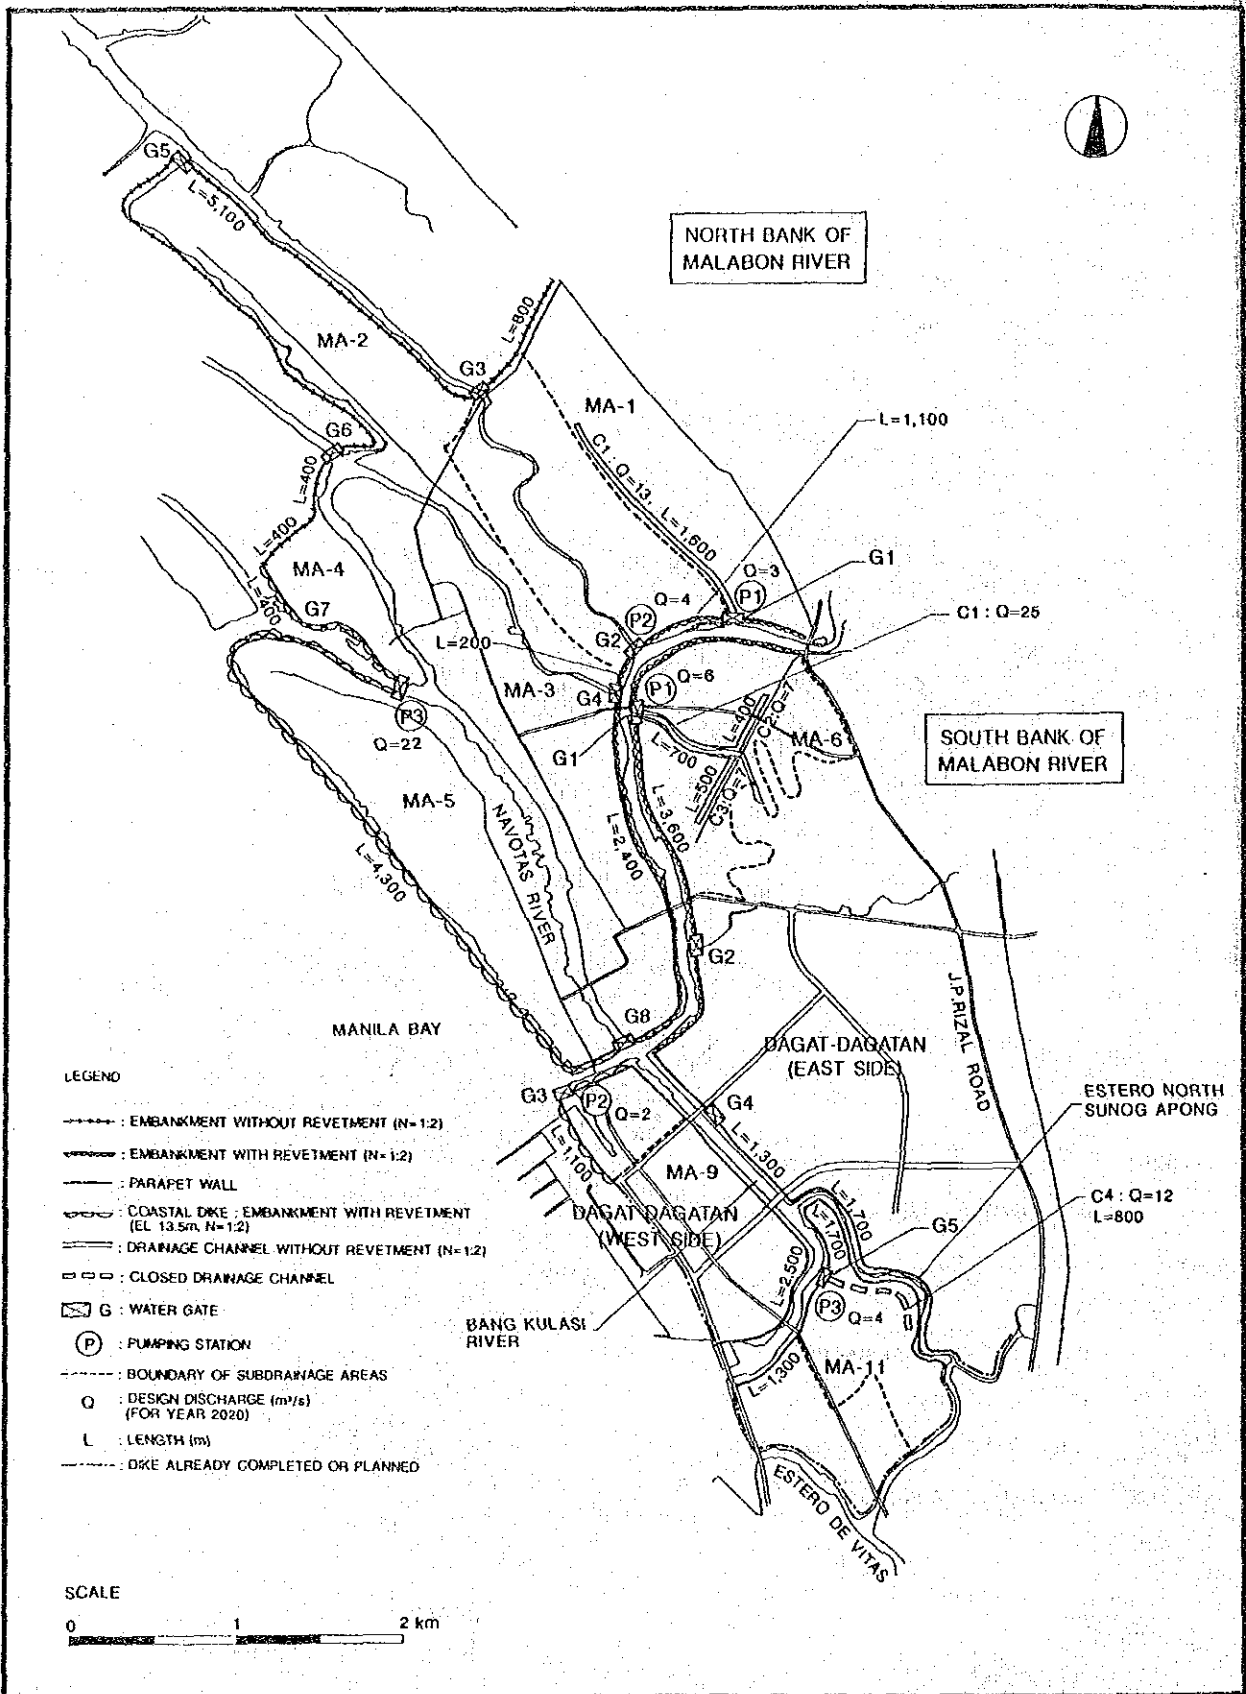 G5
L=5,100
NORTH BANK OF
MALABON RIVER
L=800
MA-2
G3
MA-1
L=1,100
G6
C1 : Q=13, L=1,600
L=400
L=400
G1
Q=3
P1
MA-4
Q=4
P2
C1 : Q=25
L=400
G7
G2
L=200
P1
Q=6
MA-3
G4
L=400
C2:Q=7
SOUTH BANK OF
MALABON RIVER
P3
Q=22
MA-6
G1
L=700
L=500
C3:Q=7
MA-5
NAVOTAS RIVER
L=3,600
L=2,400
L=4,300
G2
J.P.RIZAL ROAD
MANILA BAY
G8
DAGAT-DAGATAN
(EAST SIDE)
ESTERO NORTH
SUNOG APONG
G3
P2
Q=2
G4
L=1,300
L=1,100
MA-9
C4 : Q=12
L=800
L=1,700
L=1,700
G5
DAGAT-DAGATAN
(WEST SIDE)
L=2,500
P3
Q=4
BANG KULASI
RIVER
MA-11
L=1,300
ESTERO DE VITAS
LEGEND
: EMBANKMENT WITHOUT REVETMENT (N=1:2)
: EMBANKMENT WITH REVETMENT (N=1:2)
: PARAPET WALL
: COASTAL DIKE ; EMBANKMENT WITH REVETMENT
(EL 13.5m, N=1:2)
: DRAINAGE CHANNEL WITHOUT REVETMENT (N=1:2)
: CLOSED DRAINAGE CHANNEL
G : WATER GATE
P : PUMPING STATION
: BOUNDARY OF SUBDRAINAGE AREAS
Q : DESIGN DISCHARGE (m³/s)
(FOR YEAR 2020)
L : LENGTH (m)
: DIKE ALREADY COMPLETED OR PLANNED
SCALE
0 1 2 km